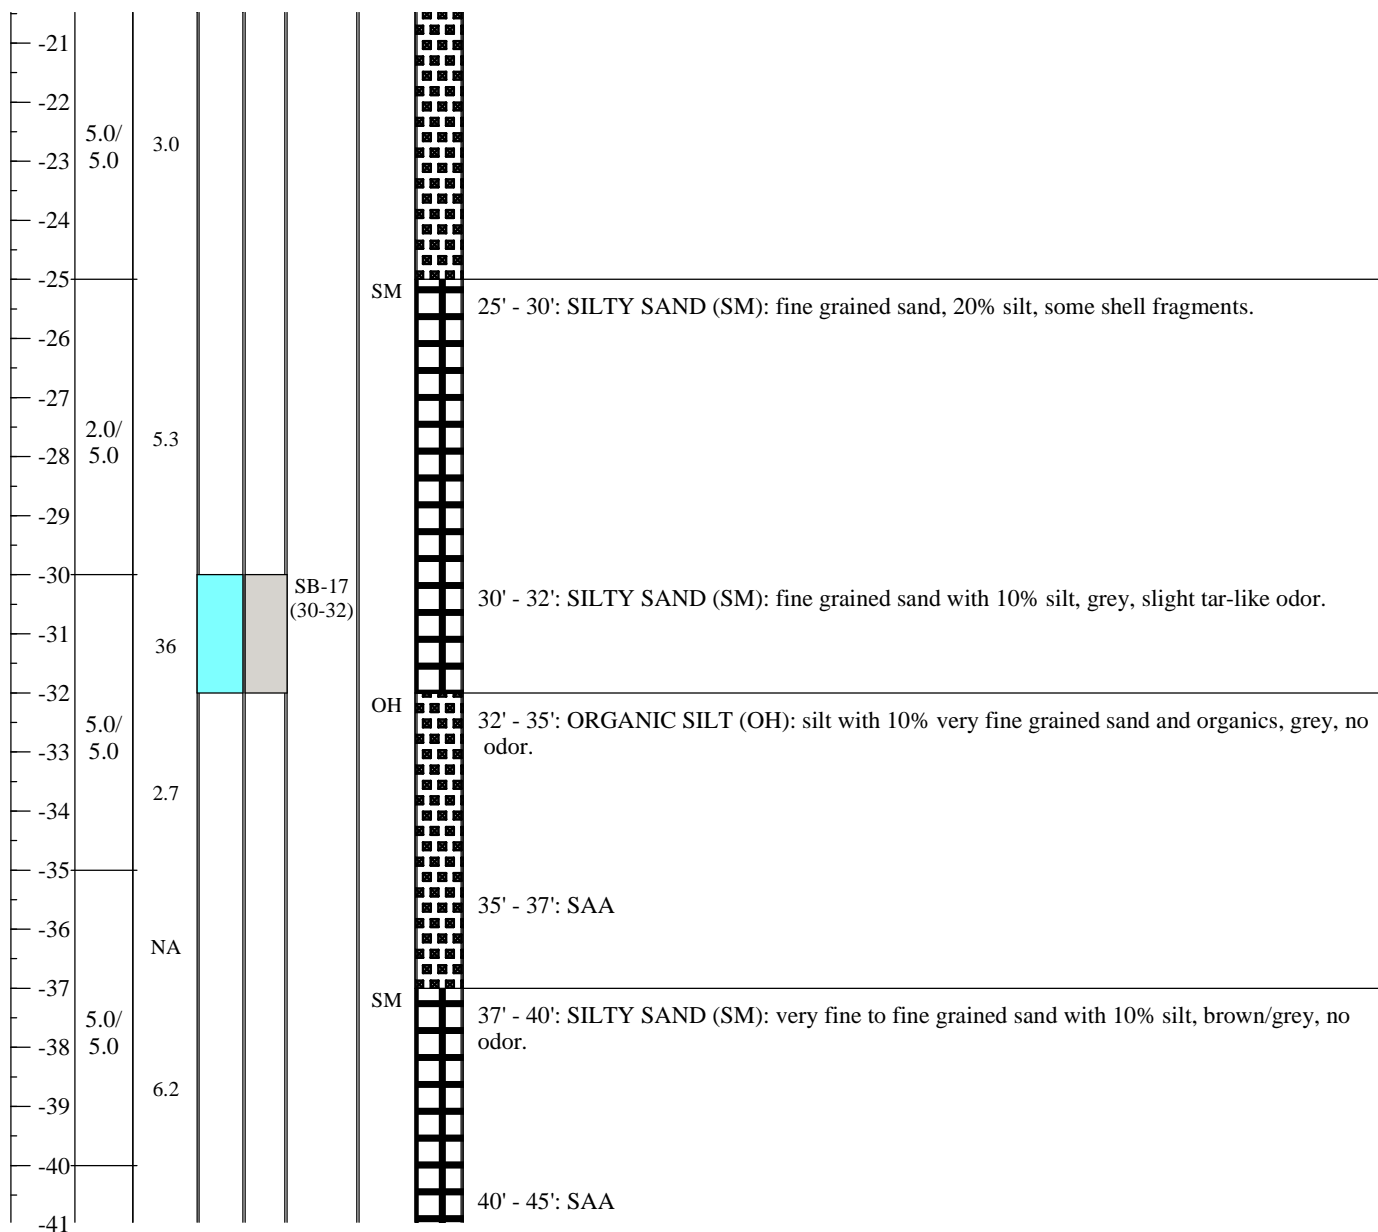 -21
-22
5.0/
5.0
3.0
-23
-24
-25
SM
25' - 30': SILTY SAND (SM): fine grained sand, 20% silt, some shell fragments.
-26
-27
2.0/
5.0
5.3
-28
-29
-30
SB-17
(30-32)
30' - 32': SILTY SAND (SM): fine grained sand with 10% silt, grey, slight tar-like odor.
-31
36
-32
OH
32' - 35': ORGANIC SILT (OH): silt with 10% very fine grained sand and organics, grey, no
odor.
5.0/
5.0
-33
2.7
-34
-35
35' - 37': SAA
-36
NA
-37
SM
37' - 40': SILTY SAND (SM): very fine to fine grained sand with 10% silt, brown/grey, no
odor.
5.0/
5.0
-38
6.2
-39
-40
40' - 45': SAA
-41